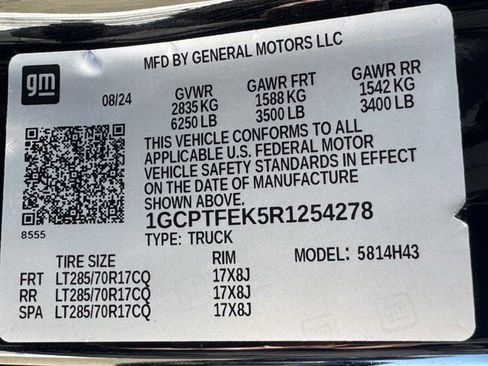 gm
MFD BY GENERAL MOTORS LLC
08/24 GVWR GAWR FRT GAWR RR
2835 KG 1588 KG 1542 KG
6250 LB 3500 LB 3400 LB
THIS VEHICLE CONFORMS TO ALL
APPLICABLE U.S. FEDERAL MOTOR
VEHICLE SAFETY STANDARDS IN EFFECT
ON THE DATE OF MANUFACTURE
1GCPTFEK5R1254278
8555 TYPE: TRUCK
TIRE SIZE RIM MODEL: 5814H43
FRT LT285/70R17CQ 17X8J
RR LT285/70R17CQ 17X8J
SPA LT285/70R17CQ 17X8J